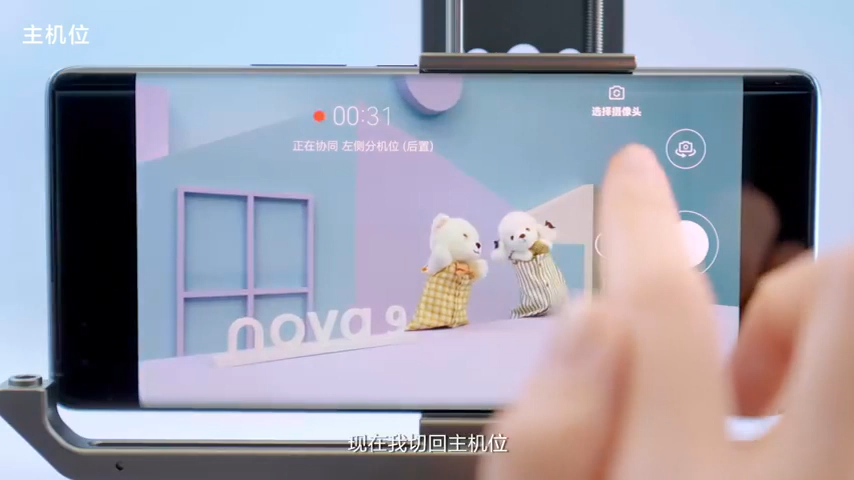 主机位
选择摄像头
00:31
正在协同 左侧分机位 (后置)
nova 9
现在我切回主机位